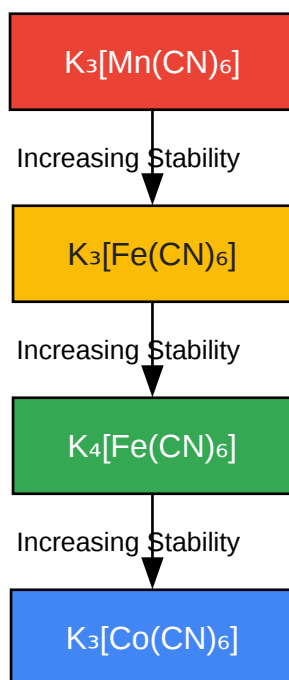 K₃[Mn(CN)₆]
Increasing Stability
K₃[Fe(CN)₆]
Increasing Stability
K₄[Fe(CN)₆]
Increasing Stability
K₃[Co(CN)₆]